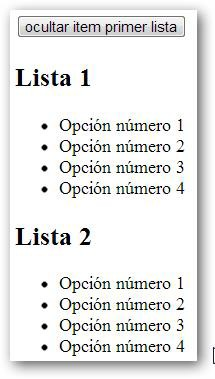 ocultar item primer lista
Lista 1
Opción número 1
Opción número 2
Opción número 3
Opción número 4
Lista 2
Opción número 1
Opción número 2
Opción número 3
Opción número 4